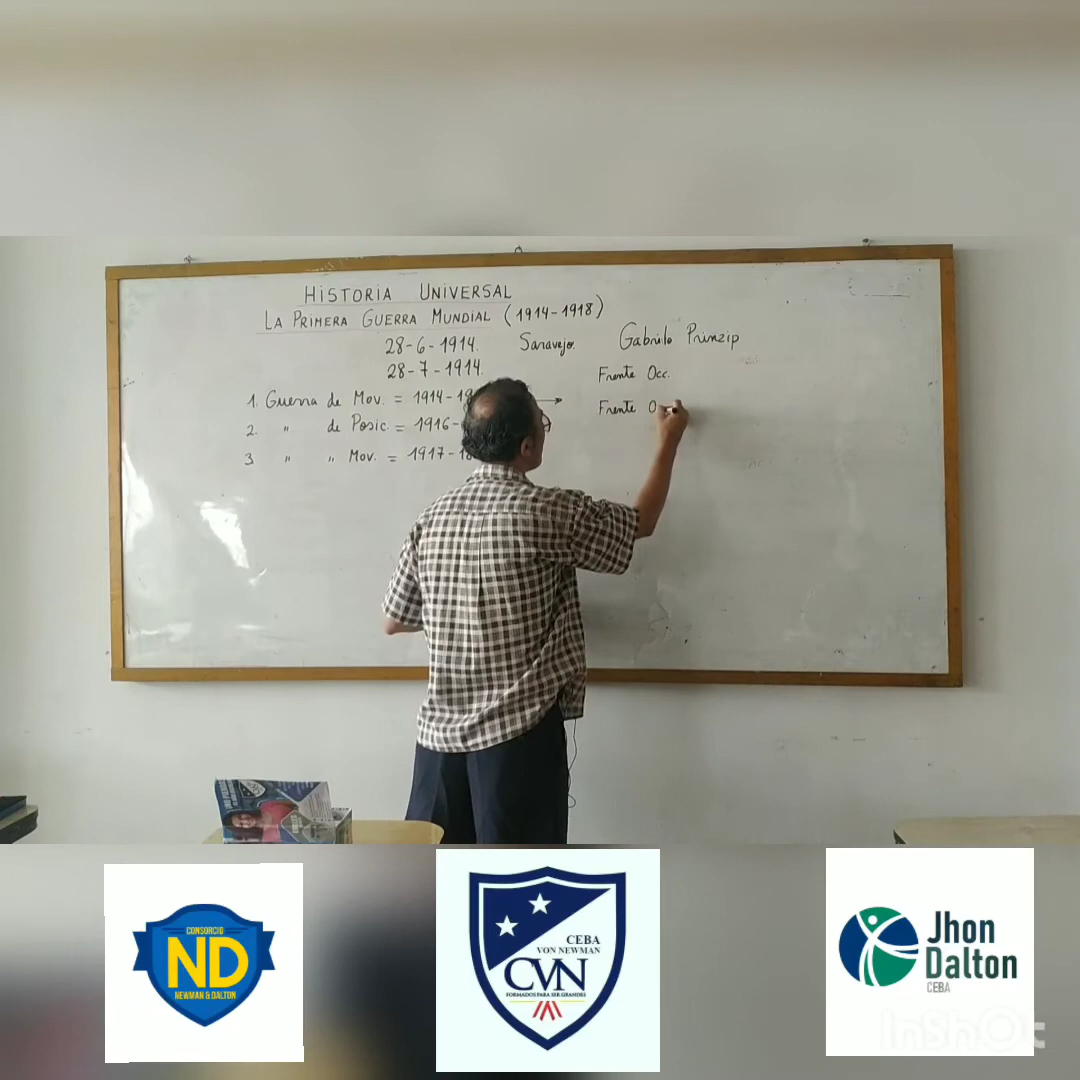 HISTORIA UNIVERSAL
LA PRIMERA GUERRA MUNDIAL (1914-1918)
28-6-1914. Saravejo. Gabrielo Prinzip
28-7-1914.
Frente Occ.
1. Guerra de Mov. = 1914-
Frente O
2. " de Posic. = 1916-
3 " " Mov. = 1917-18
CONSORCIO
ND
NEWMAN & DALTON
CEBA
VON NEWMAN
CVN
FORMADOS PARA SER GRANDES
Jhon
Dalton
CEBA
InShOt